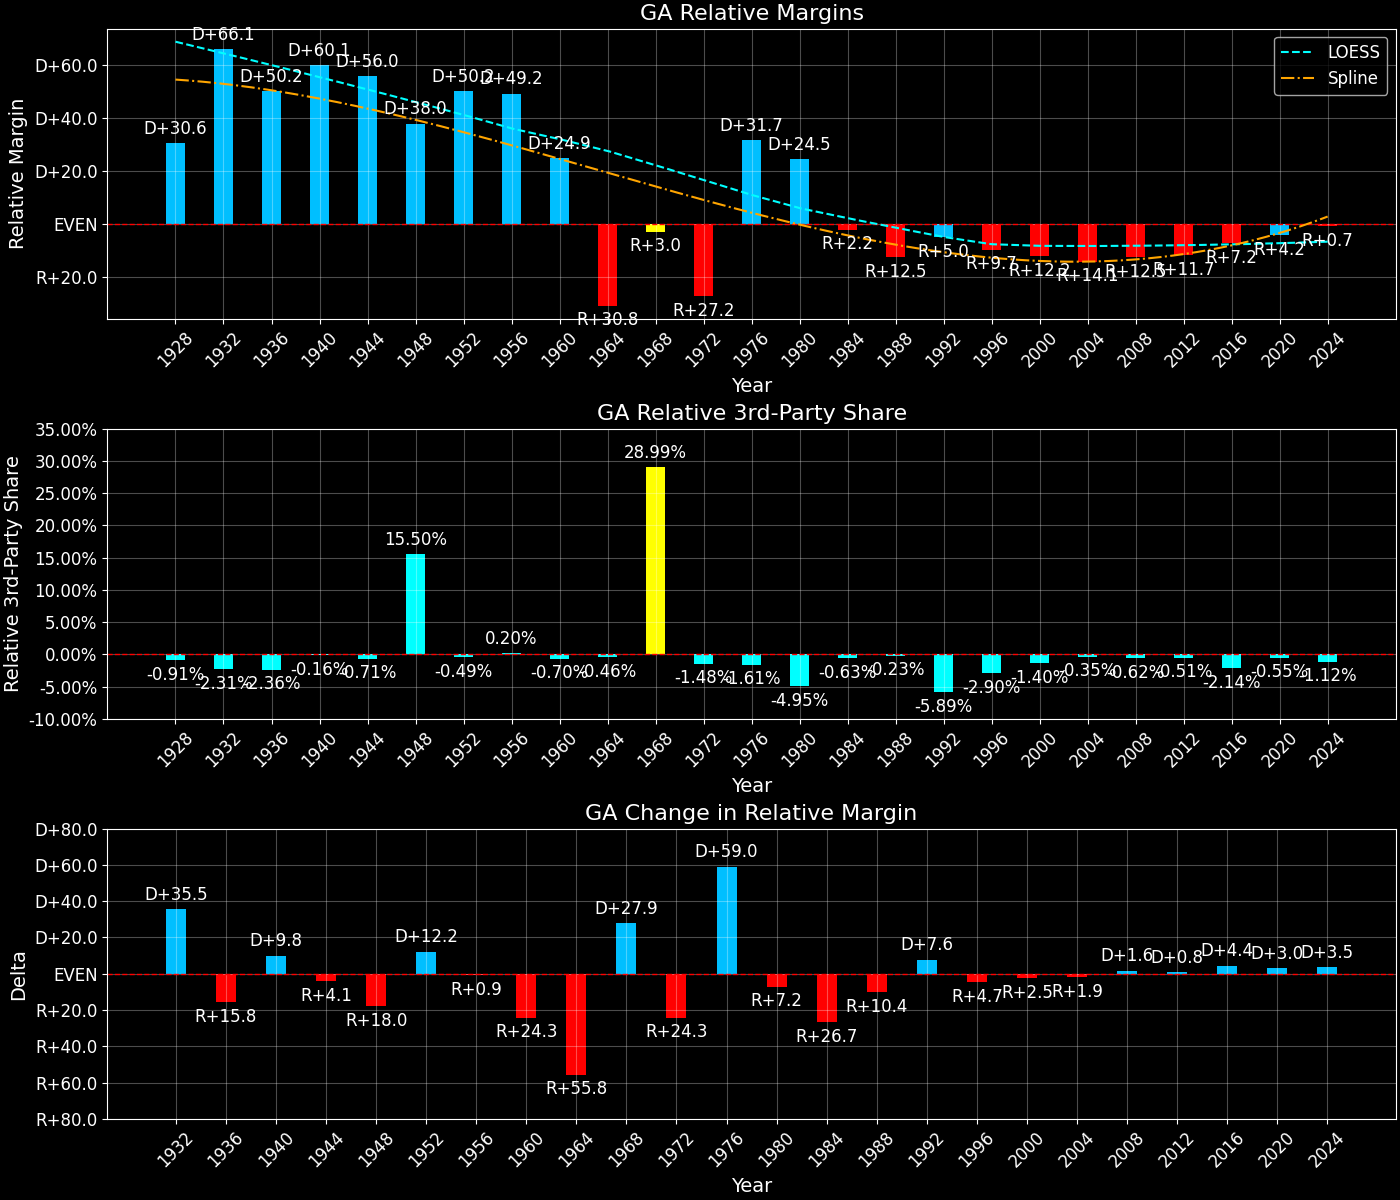 GA Relative Margins
Relative Margin
D+60.0
D+40.0
D+20.0
EVEN
R+20.0
D+30.6
D+66.1
D+50.2
D+60.1
D+56.0
D+38.0
D+50.2
D+49.2
D+24.9
R+30.8
R+3.0
R+27.2
D+31.7
D+24.5
R+2.2
R+12.5
R+5.0
R+9.7
R+12.2
R+14.1
R+12.5
R+11.7
R+7.2
R+4.2
R+0.7
LOESS
Spline
1928 1932 1936 1940 1944 1948 1952 1956 1960 1964 1968 1972 1976 1980 1984 1988 1992 1996 2000 2004 2008 2012 2016 2020 2024
Year
GA Relative 3rd-Party Share
Relative 3rd-Party Share
35.00%
30.00%
25.00%
20.00%
15.00%
10.00%
5.00%
0.00%
-5.00%
-10.00%
-0.91%
-2.31%
-2.36%
-0.16%
-0.71%
15.50%
-0.49%
0.20%
-0.70%
-0.46%
28.99%
-1.48%
-1.61%
-4.95%
-0.63%
-0.23%
-5.89%
-2.90%
-1.40%
-0.35%
-0.62%
-0.51%
-2.14%
-0.55%
-1.12%
1928 1932 1936 1940 1944 1948 1952 1956 1960 1964 1968 1972 1976 1980 1984 1988 1992 1996 2000 2004 2008 2012 2016 2020 2024
Year
GA Change in Relative Margin
Delta
D+80.0
D+60.0
D+40.0
D+20.0
EVEN
R+20.0
R+40.0
R+60.0
R+80.0
D+35.5
R+15.8
D+9.8
R+4.1
R+18.0
D+12.2
R+0.9
R+24.3
R+55.8
D+27.9
R+24.3
D+59.0
R+7.2
R+26.7
R+10.4
D+7.6
R+4.7
R+2.5
R+1.9
D+1.6
D+0.8
D+4.4
D+3.0
D+3.5
1932 1936 1940 1944 1948 1952 1956 1960 1964 1968 1972 1976 1980 1984 1988 1992 1996 2000 2004 2008 2012 2016 2020 2024
Year